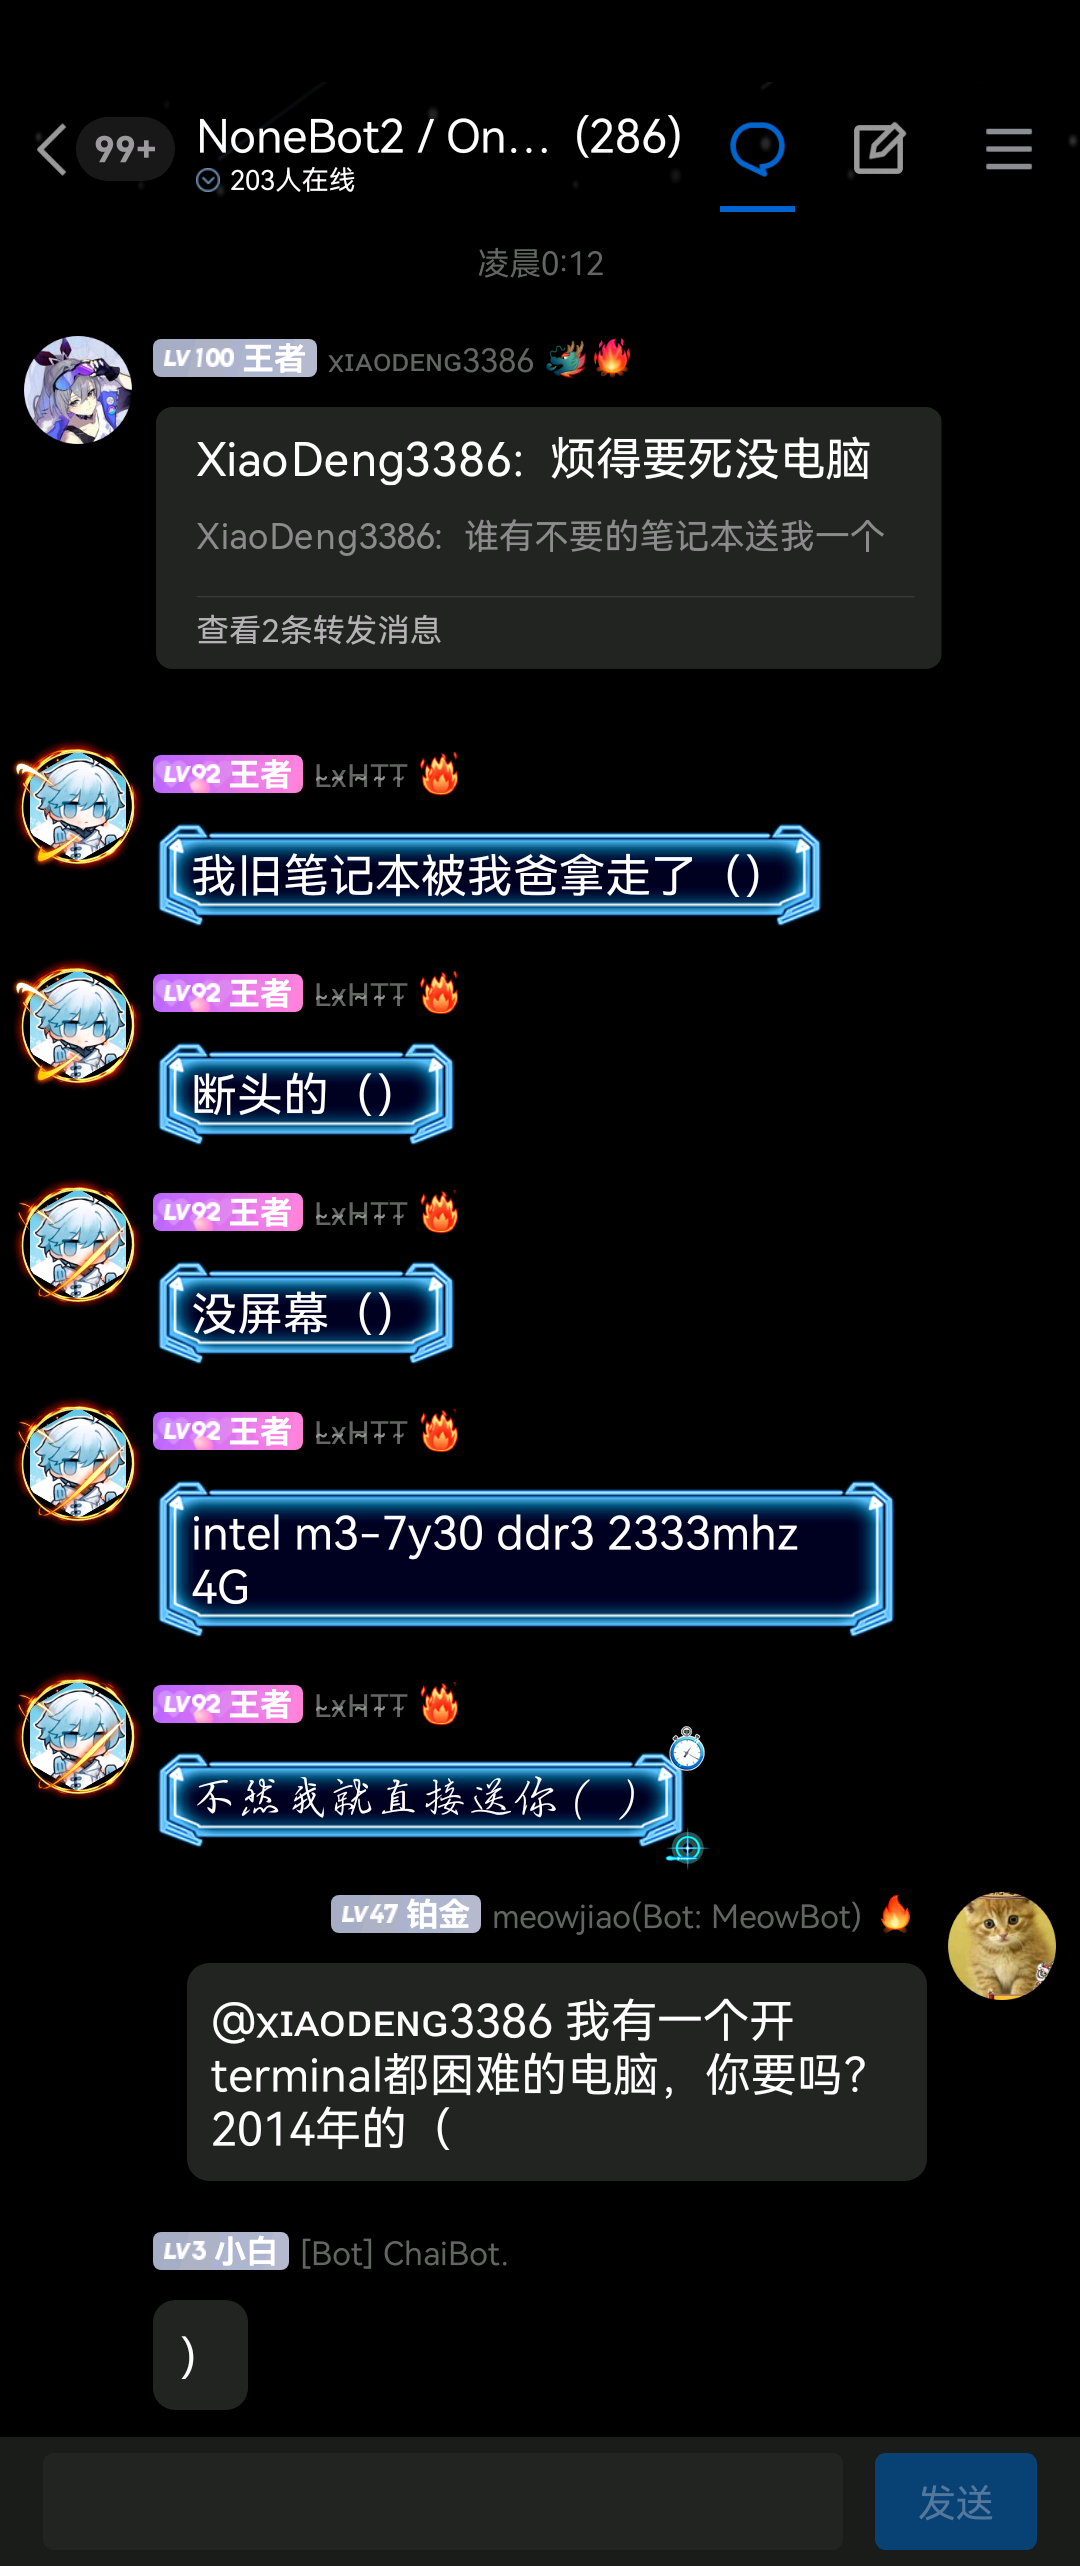 99+
NoneBot2 / On... (286)
203人在线
凌晨0:12
LV100 王者 xɪᴀᴏᴅᴇɴɢ3386
XiaoDeng3386: 烦得要死没电脑
XiaoDeng3386: 谁有不要的笔记本送我一个
查看2条转发消息
LV92 王者 LxHTT
我旧笔记本被我爸拿走了（）
LV92 王者 LxHTT
断头的（）
LV92 王者 LxHTT
没屏幕（）
LV92 王者 LxHTT
intel m3-7y30 ddr3 2333mhz
4G
LV92 王者 LxHTT
不然我就直接送你（ ）
LV47 铂金 meowjiao(Bot: MeowBot)
@xɪᴀᴏᴅᴇɴɢ3386 我有一个开
terminal都困难的电脑，你要吗？
2014年的（
LV3 小白 [Bot] ChaiBot.
）
发送